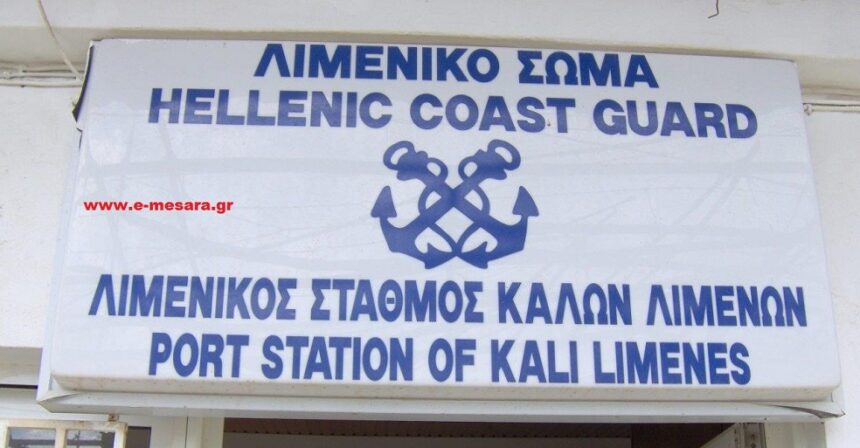 ΛΙΜΕΝΙΚΟ ΣΩΜΑ
HELLENIC COAST GUARD
www.e-mesara.gr
ΛΙΜΕΝΙΚΟΣ ΣΤΑΘΜΟΣ ΚΑΛΩΝ ΛΙΜΕΝΩΝ
PORT STATION OF KALI LIMENES